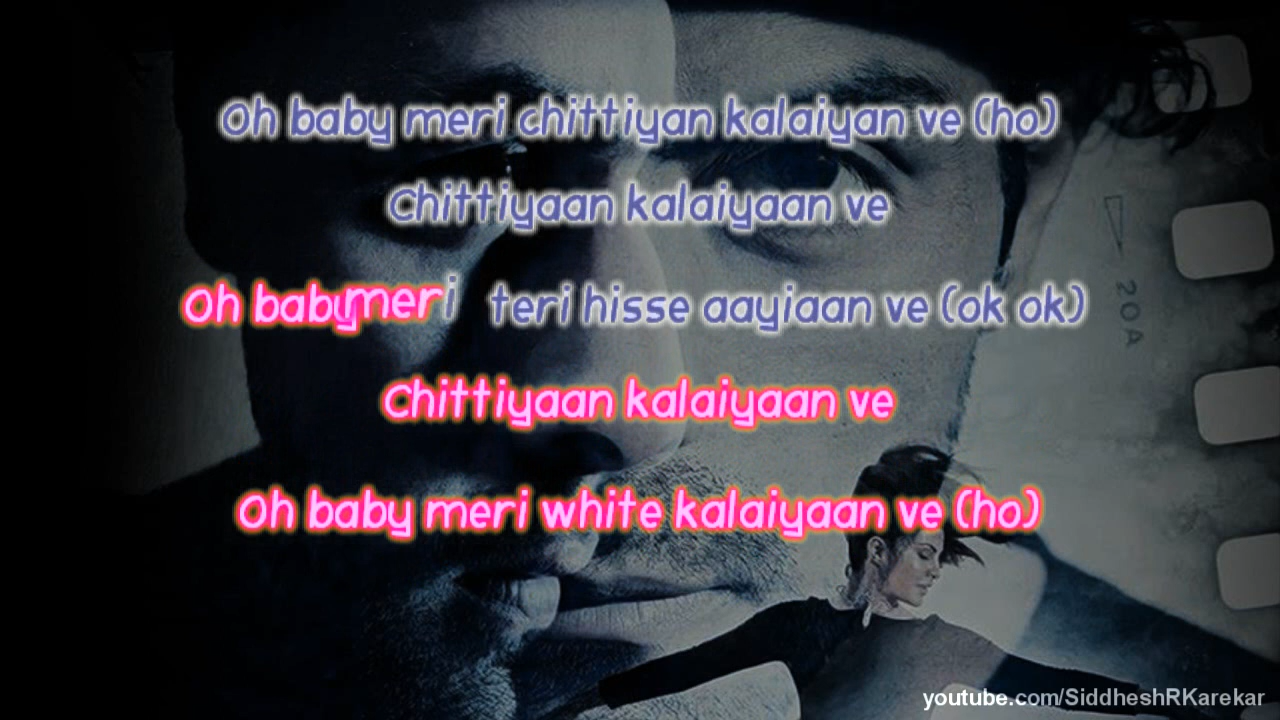 Oh baby meri chittiyan kalaiyan ve (ho)
Chittiyaan kalaiyaan ve
Oh baby meri teri hisse aayiaan ve (ok ok)
Chittiyaan kalaiyaan ve
Oh baby meri white kalaiyaan ve (ho)
20A
youtube.com/SiddheshRKarekar